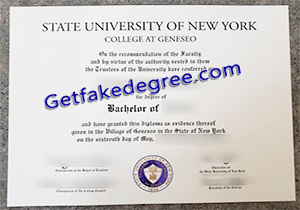 STATE UNIVERSITY OF NEW YORK
COLLEGE AT GENESEO
On the recommendation of the Faculty
and by virtue of the authority vested in them
the Trustees of the University have conferred
Getfakedegree.com
the degree of
Bachelor of
and have granted this diploma as evidence thereof
given in the Village of Geneseo in the State of New York
on the sixteenth day of May,